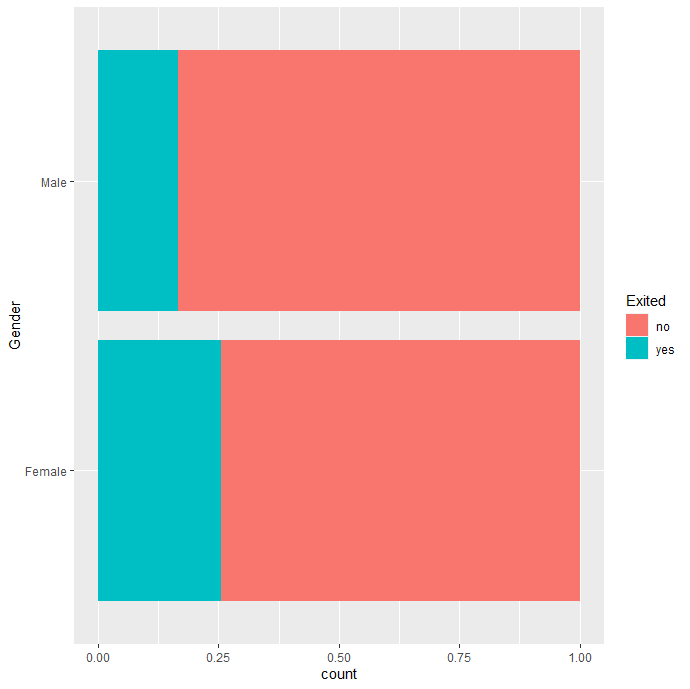 Gender
Male
Female
0.00 0.25 0.50 0.75 1.00
count
Exited
no
yes